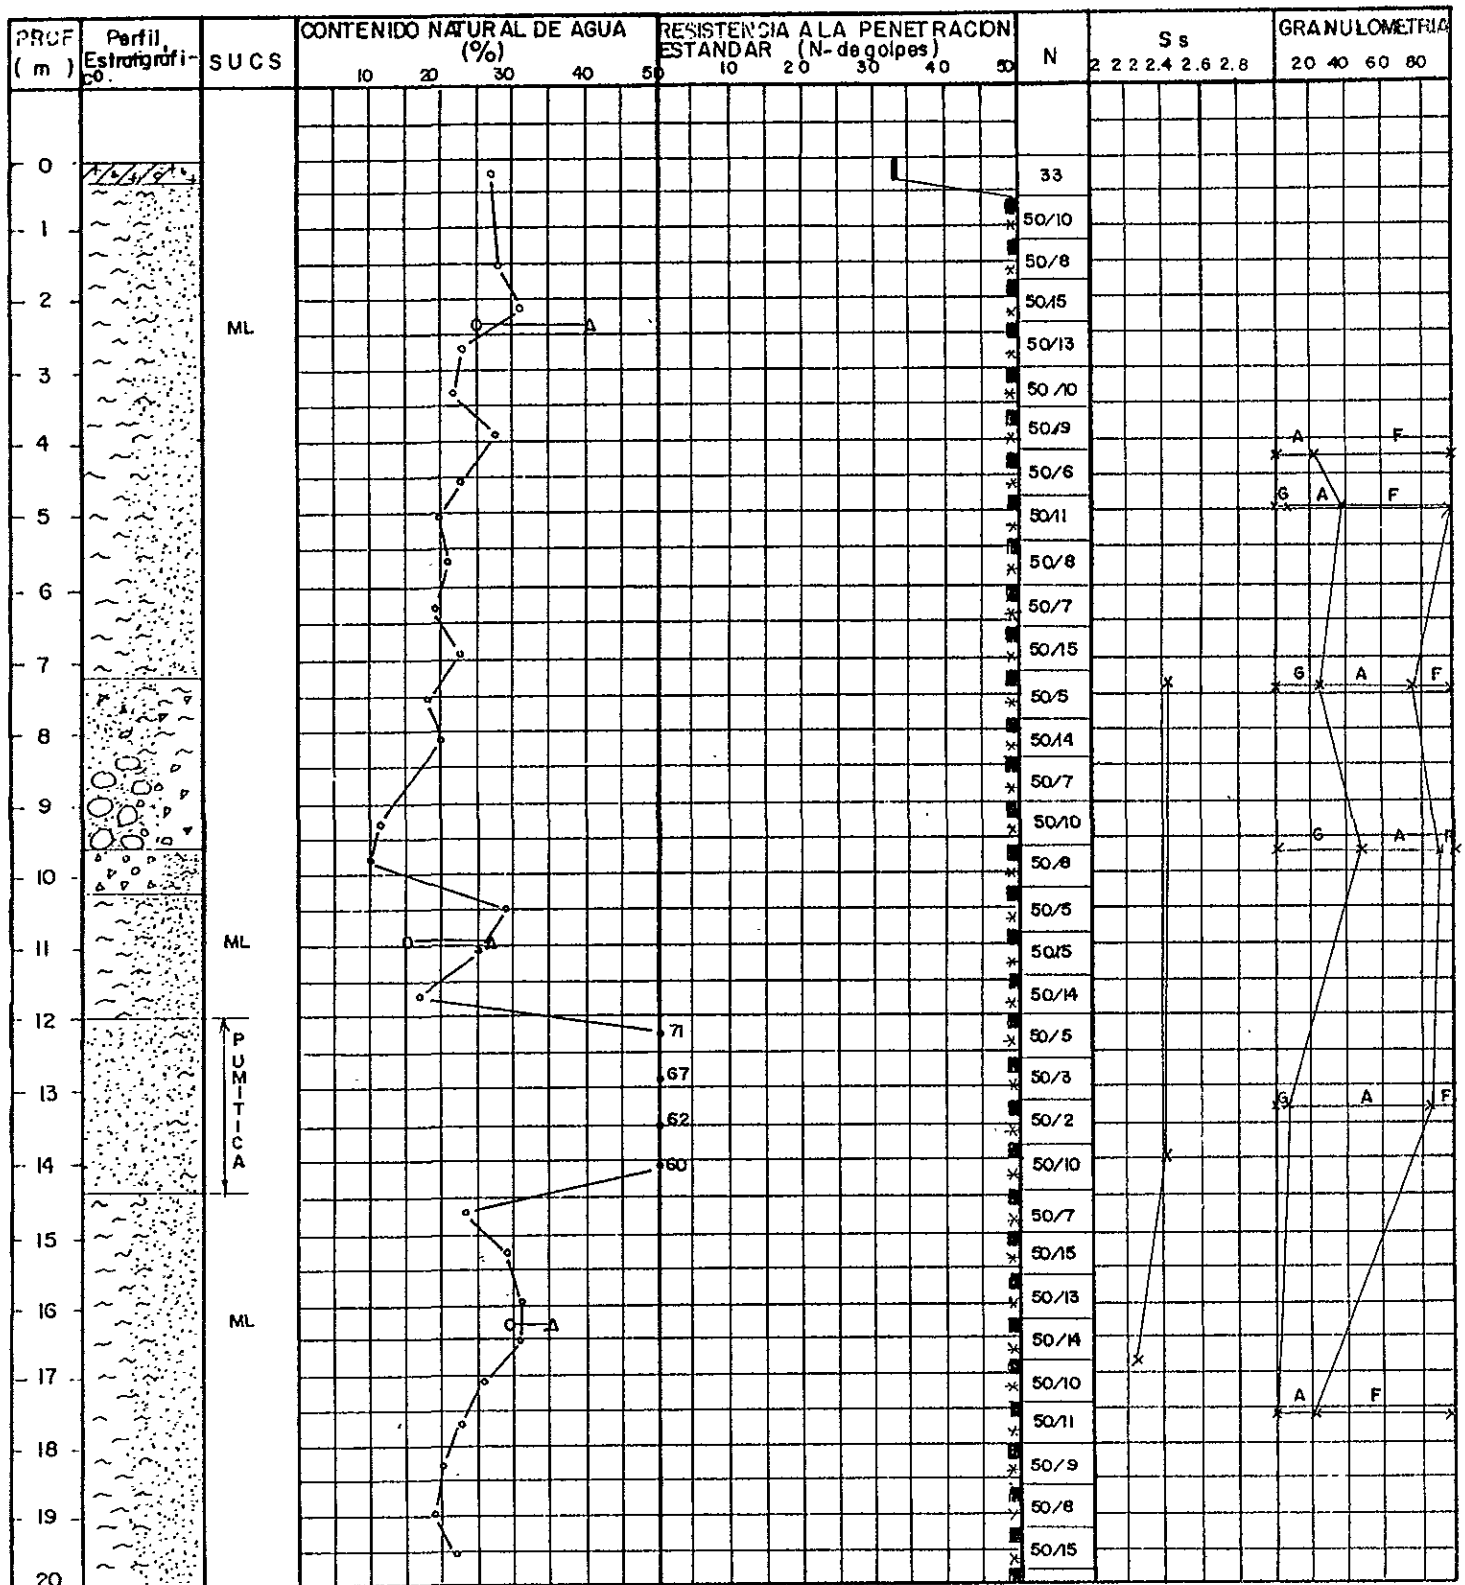 PROF
( m )
Perfil
Estratigráfi-
co.
SUCS
CONTENIDO NATURAL DE AGUA
(%)
10 20 30 50
RESISTENCIA A LA PENETRACION
ESTANDAR (N- de golpes)
10 20 30 40 50
N
Ss
2 2.2 2.4 2.6 2.8
GRANULOMETRIA
20 40 60 80
0
33
1
50/10
50/8
2
50/15
ML
50/13
3
50/10
50/9
4
A F
50/6
G A F
5
50/11
50/8
6
50/7
50/15
7
G A F
50/5
8
50/14
50/7
9
50/10
G A F
50/8
10
50/5
ML
11
50/15
50/14
12
71
50/5
PUMITICA
67
50/3
13
G A F
62
50/2
14
60
50/10
50/7
15
50/15
50/13
16
ML
50/14
17
50/10
A F
50/11
18
50/9
50/8
19
50/15
20